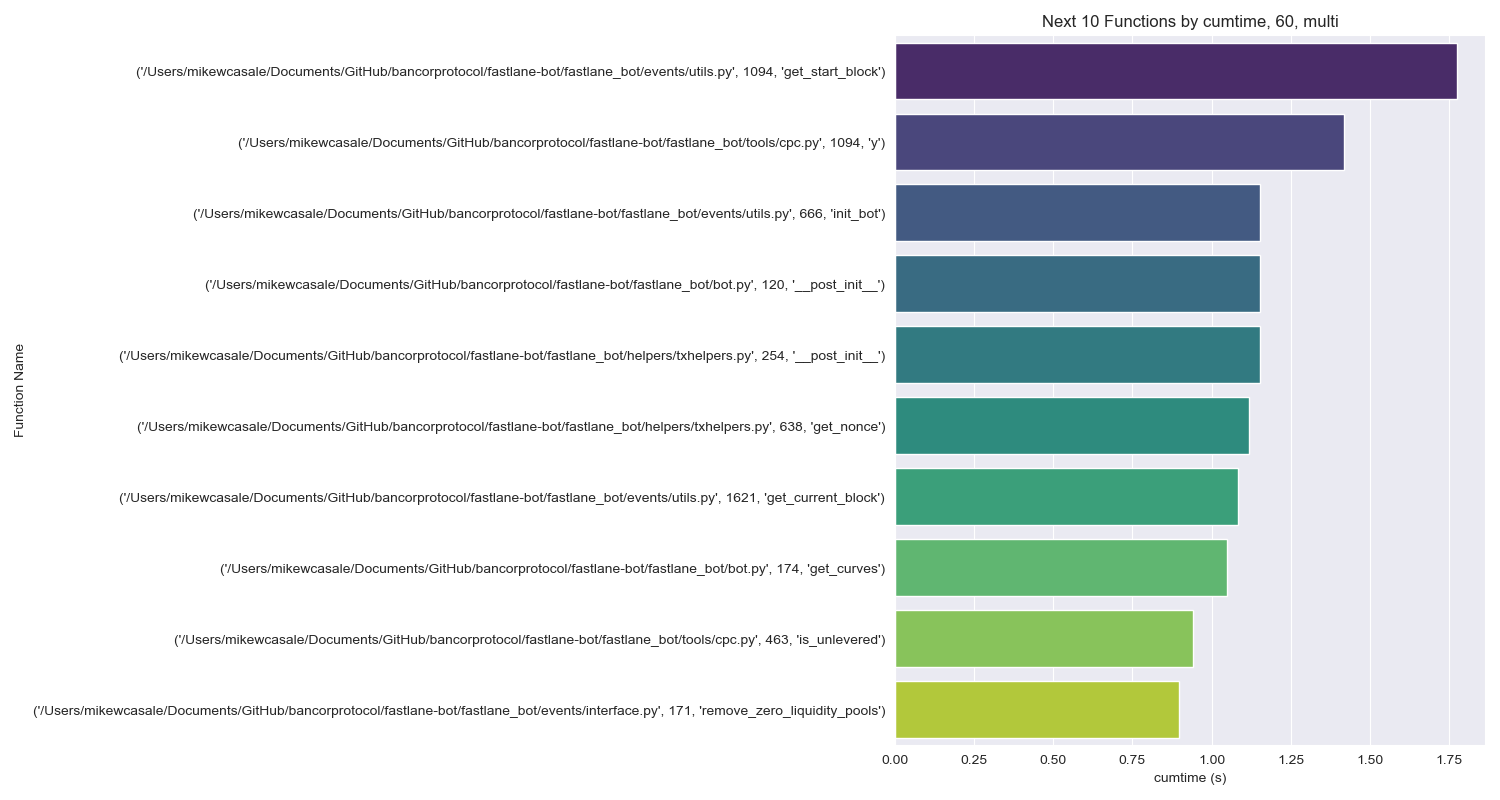 Next 10 Functions by cumtime, 60, multi
('/Users/mikewcasale/Documents/GitHub/bancorprotocol/fastlane-bot/fastlane_bot/events/utils.py', 1094, 'get_start_block')
('/Users/mikewcasale/Documents/GitHub/bancorprotocol/fastlane-bot/fastlane_bot/tools/cpc.py', 1094, 'y')
('/Users/mikewcasale/Documents/GitHub/bancorprotocol/fastlane-bot/fastlane_bot/events/utils.py', 666, 'init_bot')
('/Users/mikewcasale/Documents/GitHub/bancorprotocol/fastlane-bot/fastlane_bot/bot.py', 120, '__post_init__')
('/Users/mikewcasale/Documents/GitHub/bancorprotocol/fastlane-bot/fastlane_bot/helpers/txhelpers.py', 254, '__post_init__')
('/Users/mikewcasale/Documents/GitHub/bancorprotocol/fastlane-bot/fastlane_bot/helpers/txhelpers.py', 638, 'get_nonce')
('/Users/mikewcasale/Documents/GitHub/bancorprotocol/fastlane-bot/fastlane_bot/events/utils.py', 1621, 'get_current_block')
('/Users/mikewcasale/Documents/GitHub/bancorprotocol/fastlane-bot/fastlane_bot/bot.py', 174, 'get_curves')
('/Users/mikewcasale/Documents/GitHub/bancorprotocol/fastlane-bot/fastlane_bot/tools/cpc.py', 463, 'is_unlevered')
('/Users/mikewcasale/Documents/GitHub/bancorprotocol/fastlane-bot/fastlane_bot/events/interface.py', 171, 'remove_zero_liquidity_pools')
Function Name
0.00 0.25 0.50 0.75 1.00 1.25 1.50 1.75
cumtime (s)